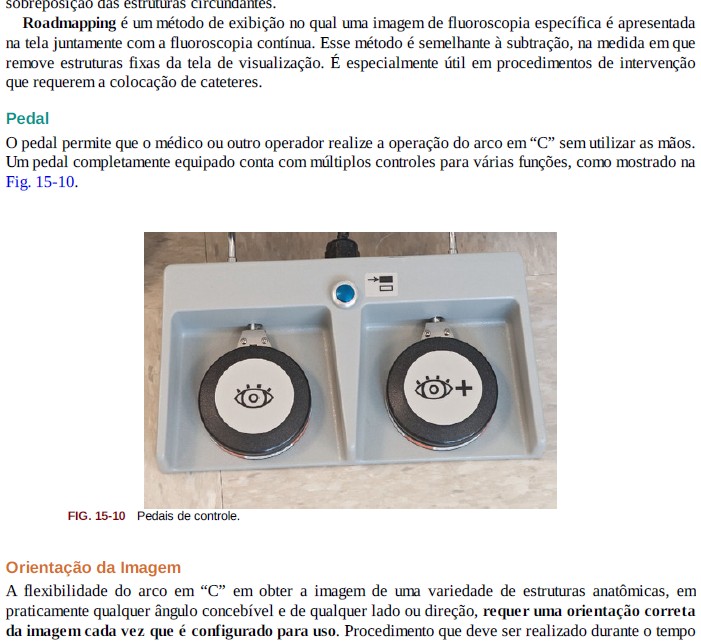 sobreposição das estruturas circundantes.
Roadmapping é um método de exibição no qual uma imagem de fluoroscopia específica é apresentada
na tela juntamente com a fluoroscopia contínua. Esse método é semelhante à subtração, na medida em que
remove estruturas fixas da tela de visualização. É especialmente útil em procedimentos de intervenção
que requerem a colocação de cateteres.
Pedal
O pedal permite que o médico ou outro operador realize a operação do arco em “C” sem utilizar as mãos.
Um pedal completamente equipado conta com múltiplos controles para várias funções, como mostrado na
Fig. 15-10.
FIG. 15-10 Pedais de controle.
Orientação da Imagem
A flexibilidade do arco em “C” em obter a imagem de uma variedade de estruturas anatômicas, em
praticamente qualquer ângulo concebível e de qualquer lado ou direção, requer uma orientação correta
da imagem cada vez que é configurado para uso. Procedimento que deve ser realizado durante o tempo